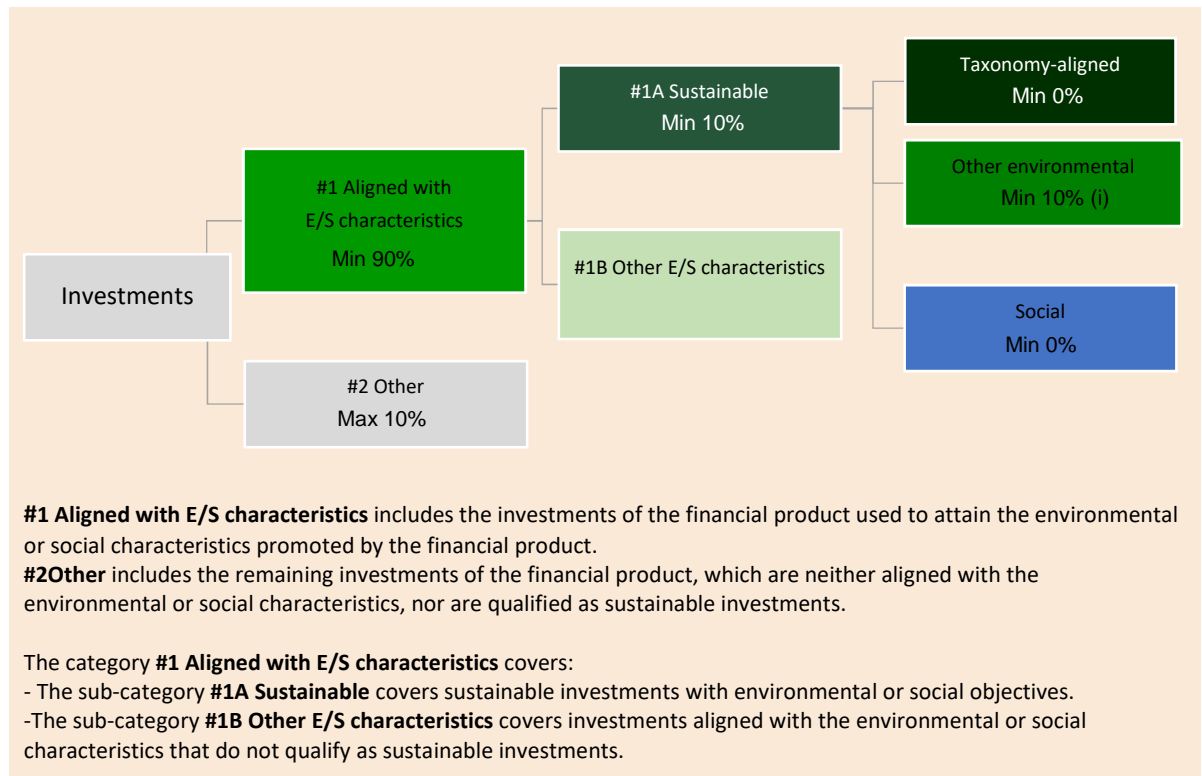 Taxonomy-aligned
Min 0%
#1A Sustainable
Min 10%
Other environmental
Min 10% (i)
#1 Aligned with
E/S characteristics
Min 90%
#1B Other E/S characteristics
Investments
Social
Min 0%
#2 Other
Max 10%
#1 Aligned with E/S characteristics includes the investments of the financial product used to attain the environmental
or social characteristics promoted by the financial product.
#2Other includes the remaining investments of the financial product, which are neither aligned with the
environmental or social characteristics, nor are qualified as sustainable investments.
The category #1 Aligned with E/S characteristics covers:
- The sub-category #1A Sustainable covers sustainable investments with environmental or social objectives.
-The sub-category #1B Other E/S characteristics covers investments aligned with the environmental or social
characteristics that do not qualify as sustainable investments.